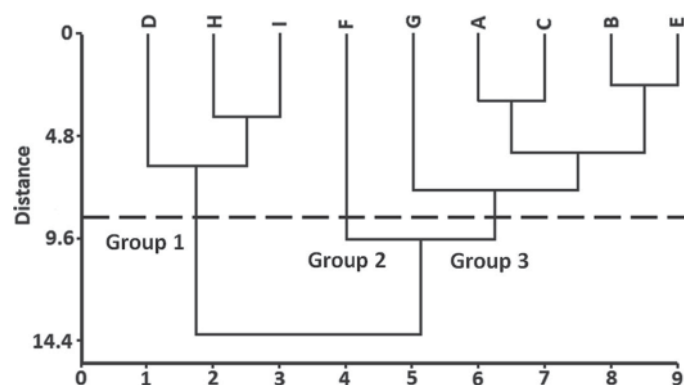 D H I F G A C B E
0
4.8
9.6
14.4
Distance
Group 1
Group 2 Group 3
0 1 2 3 4 5 6 7 8 9